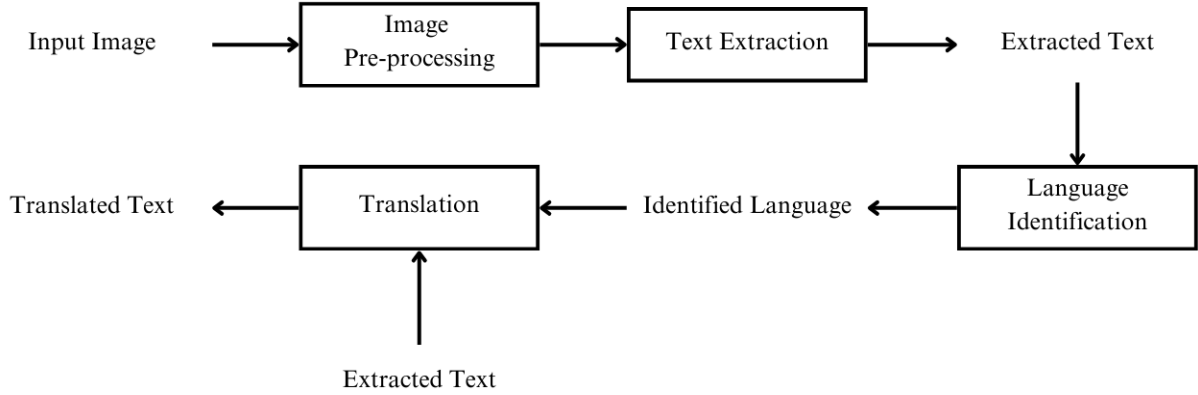 Input Image
Image
Pre-processing
Text Extraction
Extracted Text
Translated Text
Translation
Identified Language
Language
Identification
Extracted Text